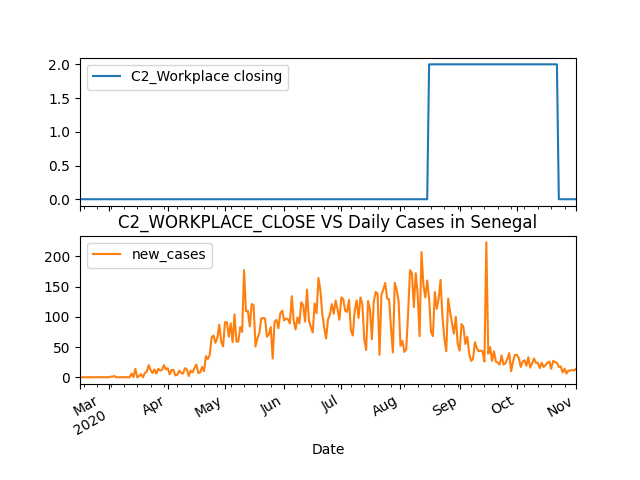 2.0
1.5
1.0
0.5
0.0
C2_Workplace closing
C2_WORKPLACE_CLOSE VS Daily Cases in Senegal
200
150
100
50
0
new_cases
Mar
2020
Apr
May
Jun
Jul
Aug
Sep
Oct
Nov
Date